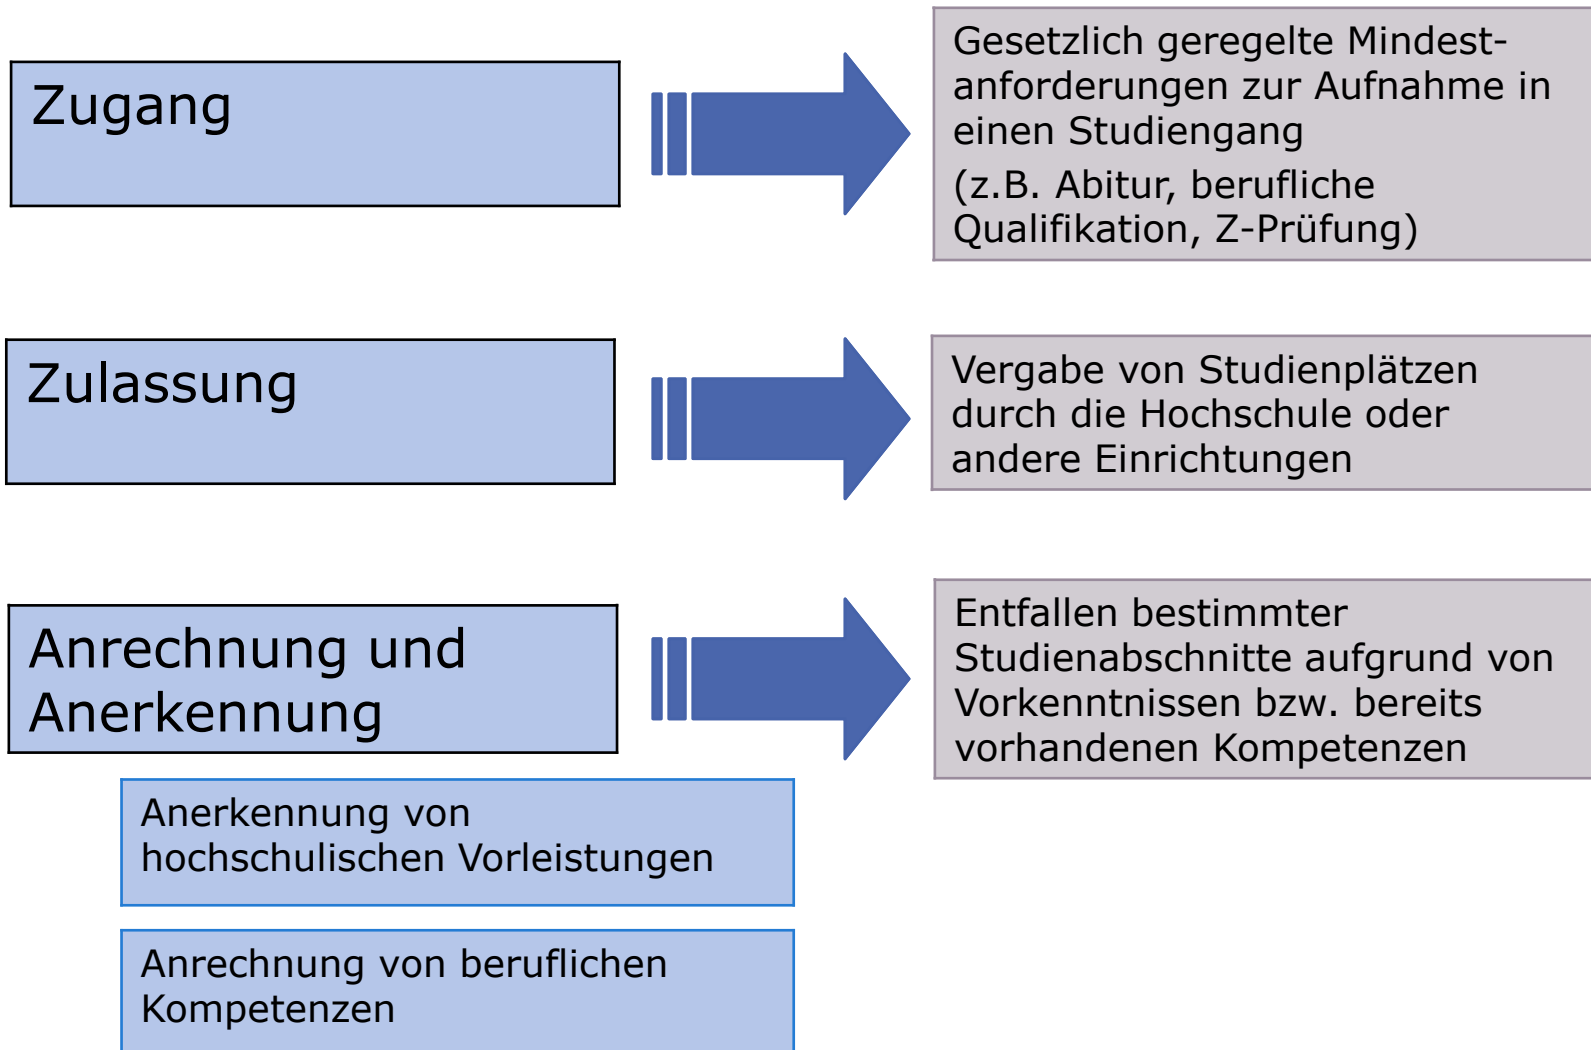 Zugang
Gesetzlich geregelte Mindest-
anforderungen zur Aufnahme in
einen Studiengang
(z.B. Abitur, berufliche
Qualifikation, Z-Prüfung)
Zulassung
Vergabe von Studienplätzen
durch die Hochschule oder
andere Einrichtungen
Anrechnung und
Anerkennung
Entfallen bestimmter
Studienabschnitte aufgrund von
Vorkenntnissen bzw. bereits
vorhandenen Kompetenzen
Anerkennung von
hochschulischen Vorleistungen
Anrechnung von beruflichen
Kompetenzen